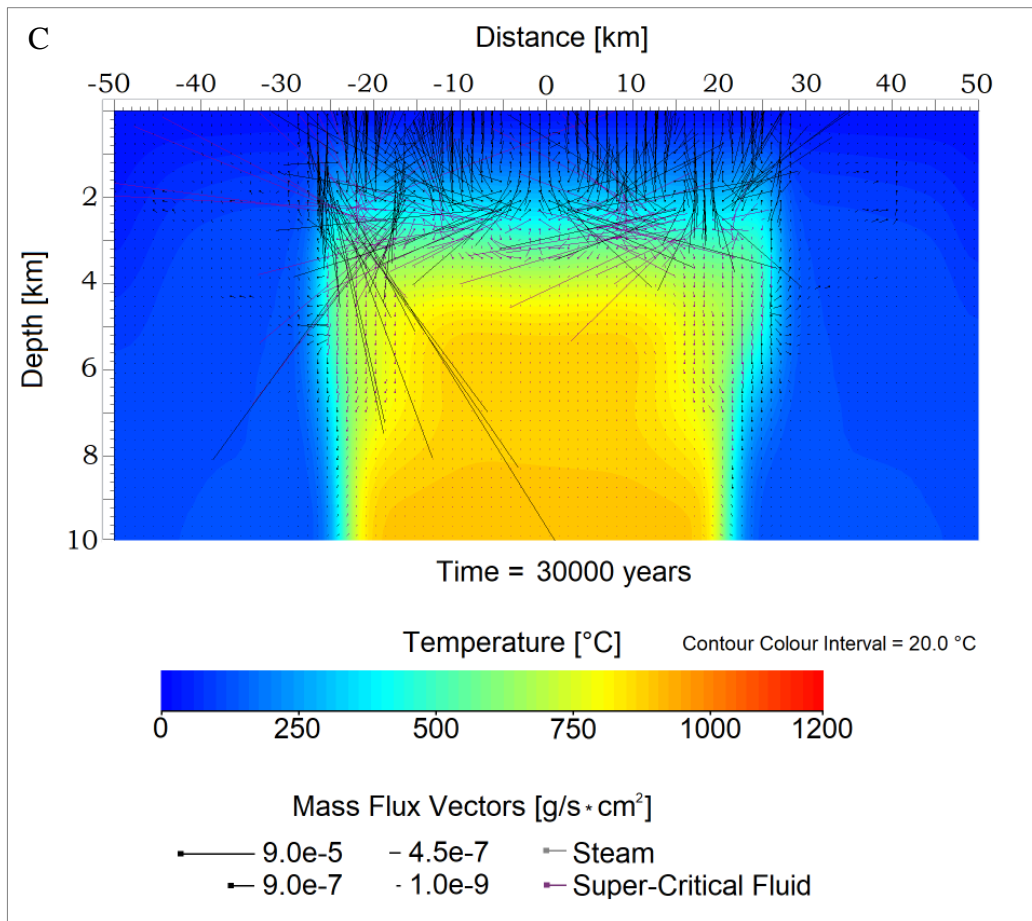 C
Distance [km]
-50 -40 -30 -20 -10 0 10 20 30 40 50
Depth [km]
2
4
6
8
10
Time = 30000 years
Temperature [°C] Contour Colour Interval = 20.0 °C
0 250 500 750 1000 1200
Mass Flux Vectors [g/s*cm²]
9.0e-5 4.5e-7 Steam
9.0e-7 1.0e-9 Super-Critical Fluid